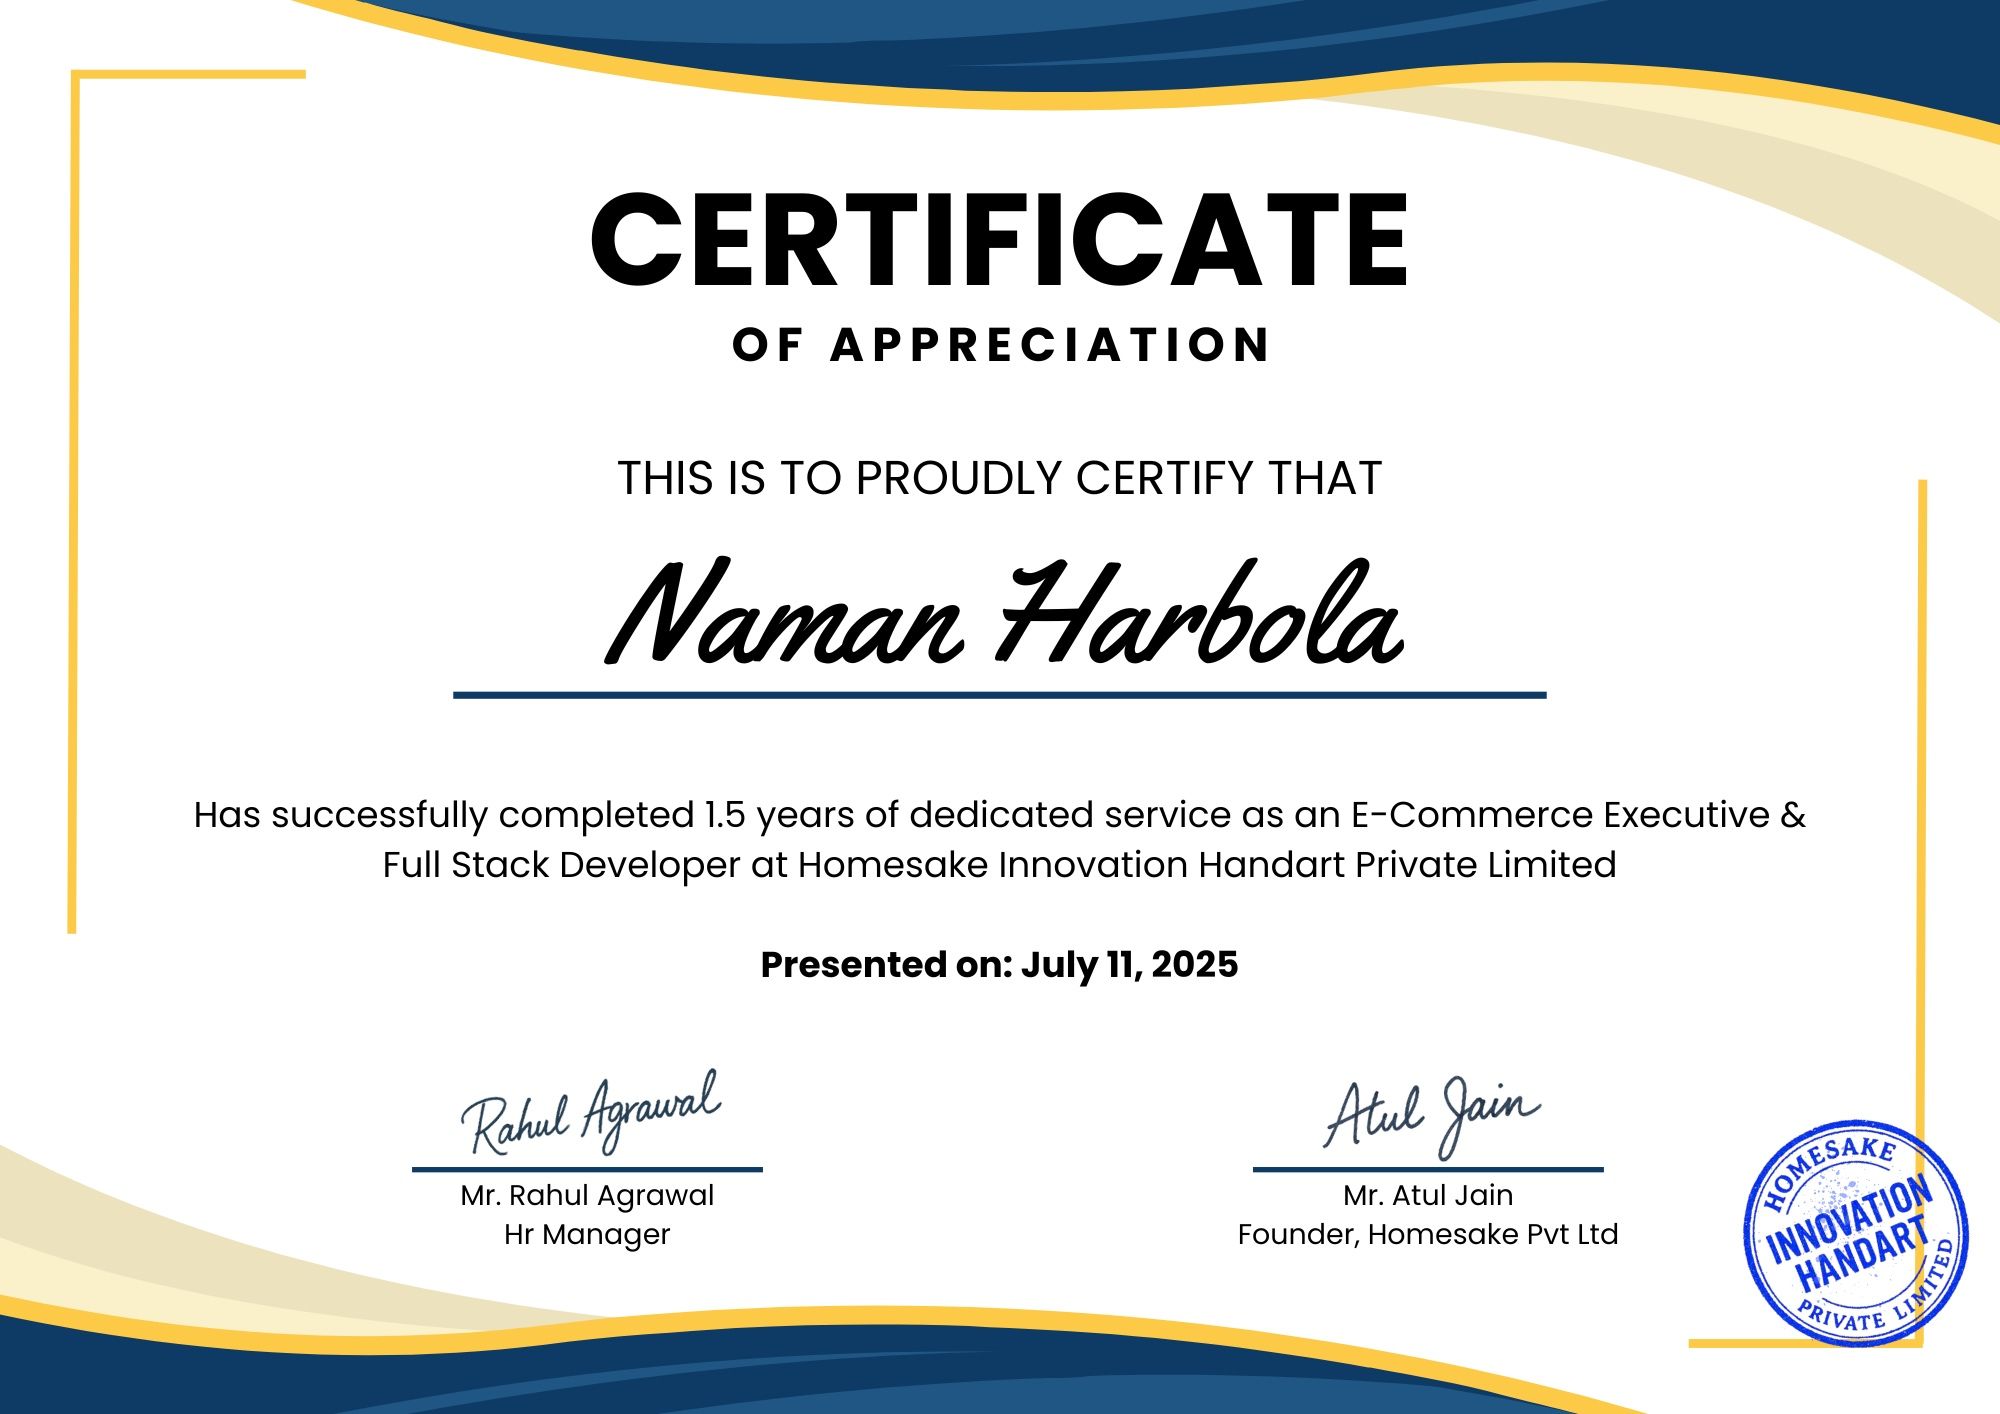 CERTIFICATE
OF APPRECIATION
THIS IS TO PROUDLY CERTIFY THAT
Naman Harbola
Has successfully completed 1.5 years of dedicated service as an E-Commerce Executive &
Full Stack Developer at Homesake Innovation Handart Private Limited
Presented on: July 11, 2025
Rahul Agrawal
Mr. Rahul Agrawal
Hr Manager
Atul Jain
Mr. Atul Jain
Founder, Homesake Pvt Ltd
HOMESAKE
INNOVATION
HANDART
PRIVATE LIMITED